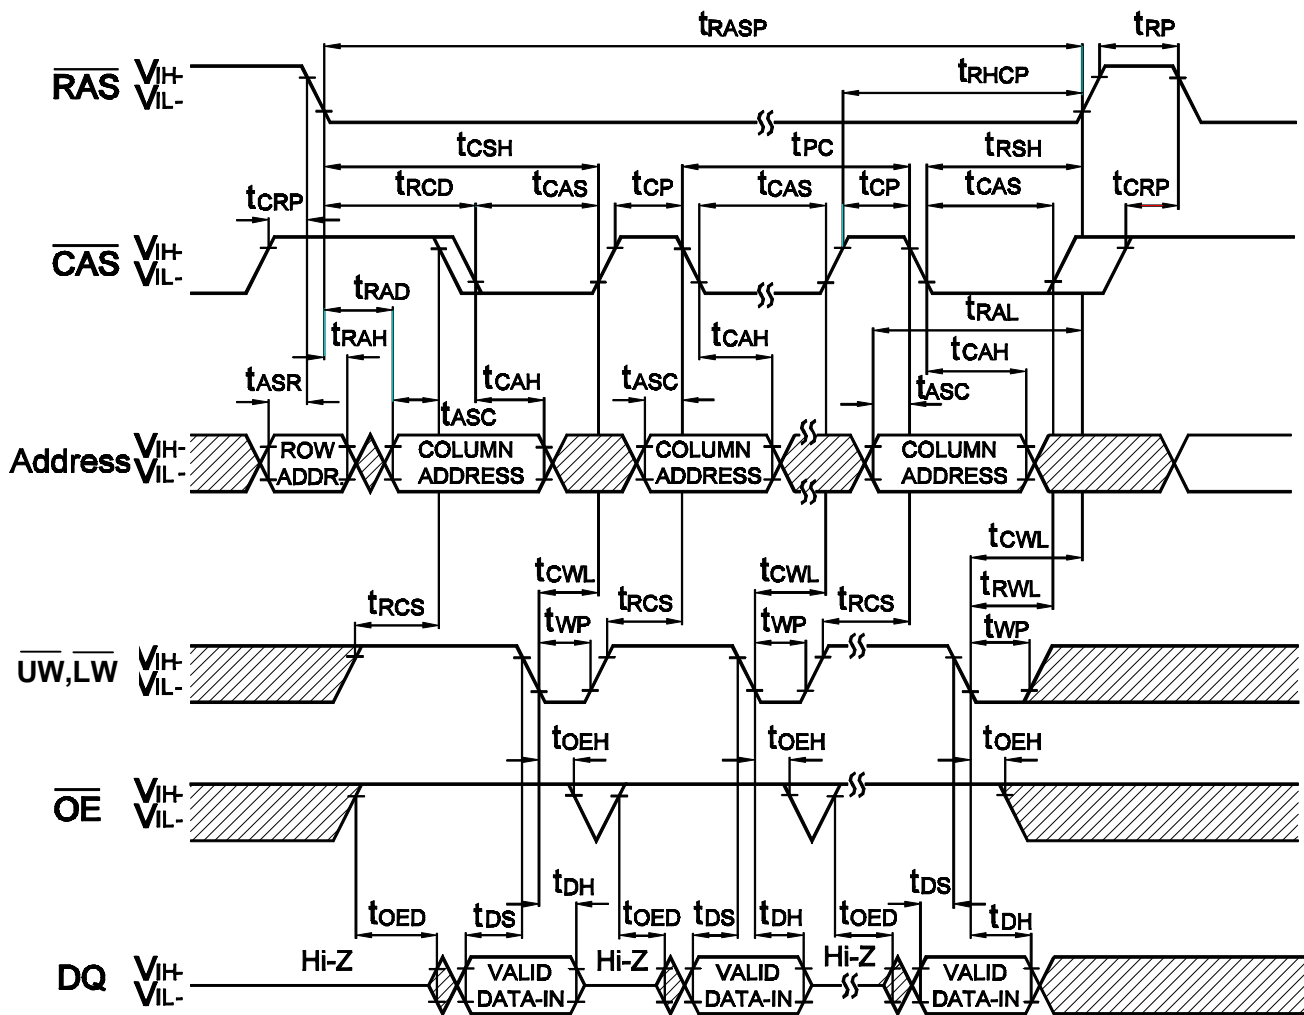 tRASP
tRP
RAS VIH-
VIL-
tRHCP
tCSH
tPC
tRSH
tRCD
tCAS
tCP
tCAS
tCP
tCAS
tCRP
tCRP
CAS VIH-
VIL-
tRAD
tRAL
tRAH
tCAH
tCAH
tASR
tCAH
tASC
tASC
tASC
Address VIH-
VIL-
ROW
ADDR.
COLUMN
ADDRESS
COLUMN
ADDRESS
COLUMN
ADDRESS
tCWL
tCWL
tCWL
tRWL
tRCS
tRCS
tRCS
tWP
tWP
tWP
UW,LW VIH-
VIL-
tOEH
tOEH
tOEH
OE VIH-
VIL-
tDH
tDS
tOED
tDS
tOED
tDS
tDH
tOED
tDH
Hi-Z
Hi-Z
Hi-Z
DQ VIH-
VIL-
VALID
DATA-IN
VALID
DATA-IN
VALID
DATA-IN